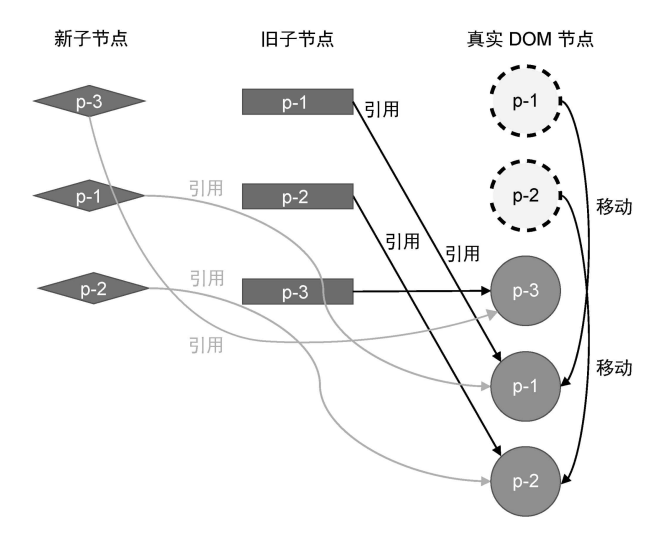 新子节点 旧子节点 真实 DOM 节点
p-3 p-1 引用 p-1
p-1 引用 p-2 p-2 移动
引用 引用
p-2 引用 p-3 p-3
引用
p-1 移动
p-2